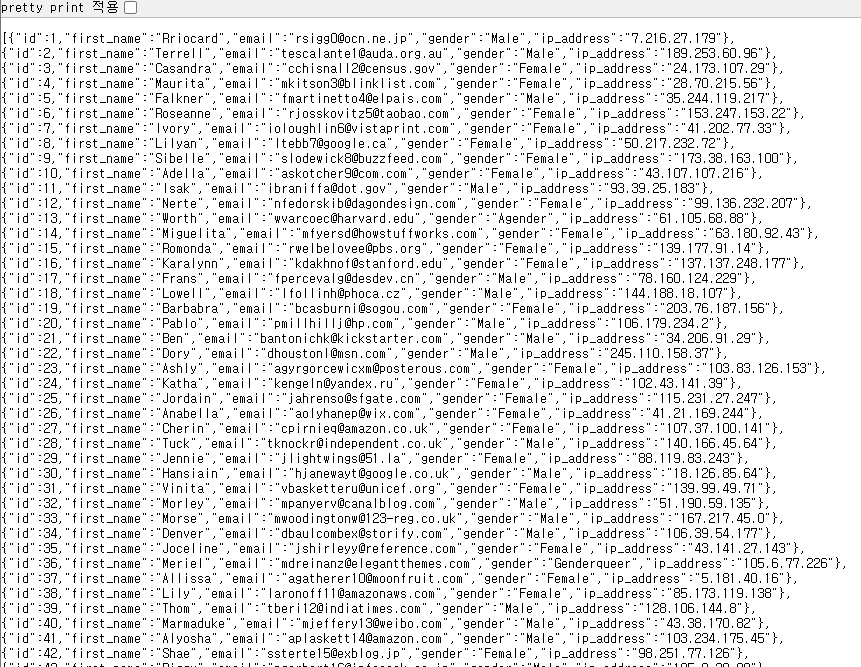 pretty print 적용
[{"id":1,"first_name":"Rriocard","email":"rsigg0@ocn.ne.jp","gender":"Male","ip_address":"7.216.27.179"},
{"id":2,"first_name":"Terrell","email":"tescalante1@auda.org.au","gender":"Male","ip_address":"189.253.60.96"},
{"id":3,"first_name":"Casandra","email":"cchisnall2@census.gov","gender":"Female","ip_address":"24.173.107.29"},
{"id":4,"first_name":"Maurita","email":"mkitson3@blinklist.com","gender":"Female","ip_address":"28.70.215.56"},
{"id":5,"first_name":"Falkner","email":"fmartinetto4@elpais.com","gender":"Male","ip_address":"35.244.119.217"},
{"id":6,"first_name":"Roseanne","email":"rjosskovitz5@taobao.com","gender":"Female","ip_address":"153.247.153.22"},
{"id":7,"first_name":"Ivory","email":"ioloughlin6@vistaprint.com","gender":"Female","ip_address":"41.202.77.33"},
{"id":8,"first_name":"Lilyan","email":"ltebb7@google.ca","gender":"Female","ip_address":"50.217.232.72"},
{"id":9,"first_name":"Sibelle","email":"slodewick8@buzzfeed.com","gender":"Female","ip_address":"173.38.163.100"},
{"id":10,"first_name":"Adella","email":"askotcher9@com.com","gender":"Female","ip_address":"43.107.107.216"},
{"id":11,"first_name":"Isak","email":"ibraniffa@dot.gov","gender":"Male","ip_address":"93.39.25.183"},
{"id":12,"first_name":"Nerte","email":"nfedorskib@dagondesign.com","gender":"Female","ip_address":"99.136.232.207"},
{"id":13,"first_name":"Worth","email":"wvarcoec@harvard.edu","gender":"Agender","ip_address":"61.105.68.88"},
{"id":14,"first_name":"Miguelita","email":"mfyersd@howstuffworks.com","gender":"Female","ip_address":"63.180.92.43"},
{"id":15,"first_name":"Romonda","email":"rwelbelovee@pbs.org","gender":"Female","ip_address":"139.177.91.14"},
{"id":16,"first_name":"Karalynn","email":"kdakhnof@stanford.edu","gender":"Female","ip_address":"137.137.248.177"},
{"id":17,"first_name":"Frans","email":"fpercevalg@desdev.cn","gender":"Male","ip_address":"78.160.124.229"},
{"id":18,"first_name":"Lowell","email":"lfollinh@phoca.cz","gender":"Male","ip_address":"144.188.18.107"},
{"id":19,"first_name":"Barbabra","email":"bcasburni@sogou.com","gender":"Female","ip_address":"203.76.187.156"},
{"id":20,"first_name":"Pablo","email":"pmillhillj@hp.com","gender":"Male","ip_address":"106.179.234.2"},
{"id":21,"first_name":"Ben","email":"bantonichk@kickstarter.com","gender":"Male","ip_address":"34.206.91.29"},
{"id":22,"first_name":"Dory","email":"dhoustonl@msn.com","gender":"Male","ip_address":"245.110.158.37"},
{"id":23,"first_name":"Ashly","email":"agyrgorcewicxm@posterous.com","gender":"Female","ip_address":"103.83.126.153"},
{"id":24,"first_name":"Katha","email":"kengeln@yandex.ru","gender":"Female","ip_address":"102.43.141.39"},
{"id":25,"first_name":"Jordain","email":"jahrenso@sfgate.com","gender":"Female","ip_address":"115.231.27.247"},
{"id":26,"first_name":"Anabella","email":"aolyhanep@wix.com","gender":"Female","ip_address":"41.21.169.244"},
{"id":27,"first_name":"Cherin","email":"cpirnieq@amazon.co.uk","gender":"Female","ip_address":"107.37.100.141"},
{"id":28,"first_name":"Tuck","email":"tknockr@independent.co.uk","gender":"Male","ip_address":"140.166.45.64"},
{"id":29,"first_name":"Jennie","email":"jlightwings@51.la","gender":"Female","ip_address":"88.119.83.243"},
{"id":30,"first_name":"Hansiain","email":"hjanewayt@google.co.uk","gender":"Male","ip_address":"18.126.85.64"},
{"id":31,"first_name":"Vinita","email":"vbasketteru@unicef.org","gender":"Female","ip_address":"139.99.49.71"},
{"id":32,"first_name":"Morley","email":"mpanyerv@canalblog.com","gender":"Male","ip_address":"51.190.59.135"},
{"id":33,"first_name":"Morse","email":"mwoodingtonw@123-reg.co.uk","gender":"Male","ip_address":"167.217.45.0"},
{"id":34,"first_name":"Denver","email":"dbaulcombex@storify.com","gender":"Male","ip_address":"106.39.54.177"},
{"id":35,"first_name":"Joceline","email":"jshirleyy@reference.com","gender":"Female","ip_address":"43.141.27.143"},
{"id":36,"first_name":"Meriel","email":"mdreinanz@elegantthemes.com","gender":"Genderqueer","ip_address":"105.6.77.226"},
{"id":37,"first_name":"Allissa","email":"agatherer10@moonfruit.com","gender":"Female","ip_address":"5.181.40.16"},
{"id":38,"first_name":"Lily","email":"laronoff11@amazonaws.com","gender":"Female","ip_address":"85.173.119.138"},
{"id":39,"first_name":"Thom","email":"tberi12@indiatimes.com","gender":"Male","ip_address":"128.106.144.8"},
{"id":40,"first_name":"Marmaduke","email":"mjeffery13@weibo.com","gender":"Male","ip_address":"43.38.170.82"},
{"id":41,"first_name":"Alyosha","email":"aplaskett14@amazon.com","gender":"Male","ip_address":"103.234.175.45"},
{"id":42,"first_name":"Shae","email":"ssterte15@exblog.jp","gender":"Female","ip_address":"98.251.77.126"},